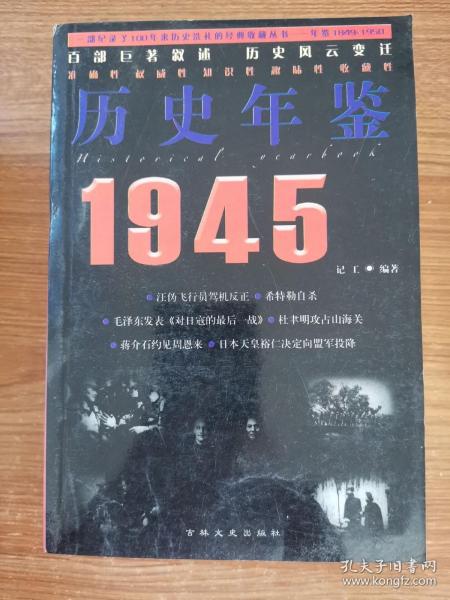 一部纪录了100年来历史洗礼的经典收藏丛书——年鉴1849-1950
百部巨著叙述 历史风云变迁
准确性权威性知识性趣味性收藏性
历史年鉴
Historical yearbook
1945
记工 编著
汪伪飞行员驾机反正 希特勒自杀
毛泽东发表《对日寇的最后一战》 杜聿明攻占山海关
蒋介石约见周恩来 日本天皇裕仁决定向盟军投降
吉林文史出版社
孔夫子旧书网
www.kongfz.com